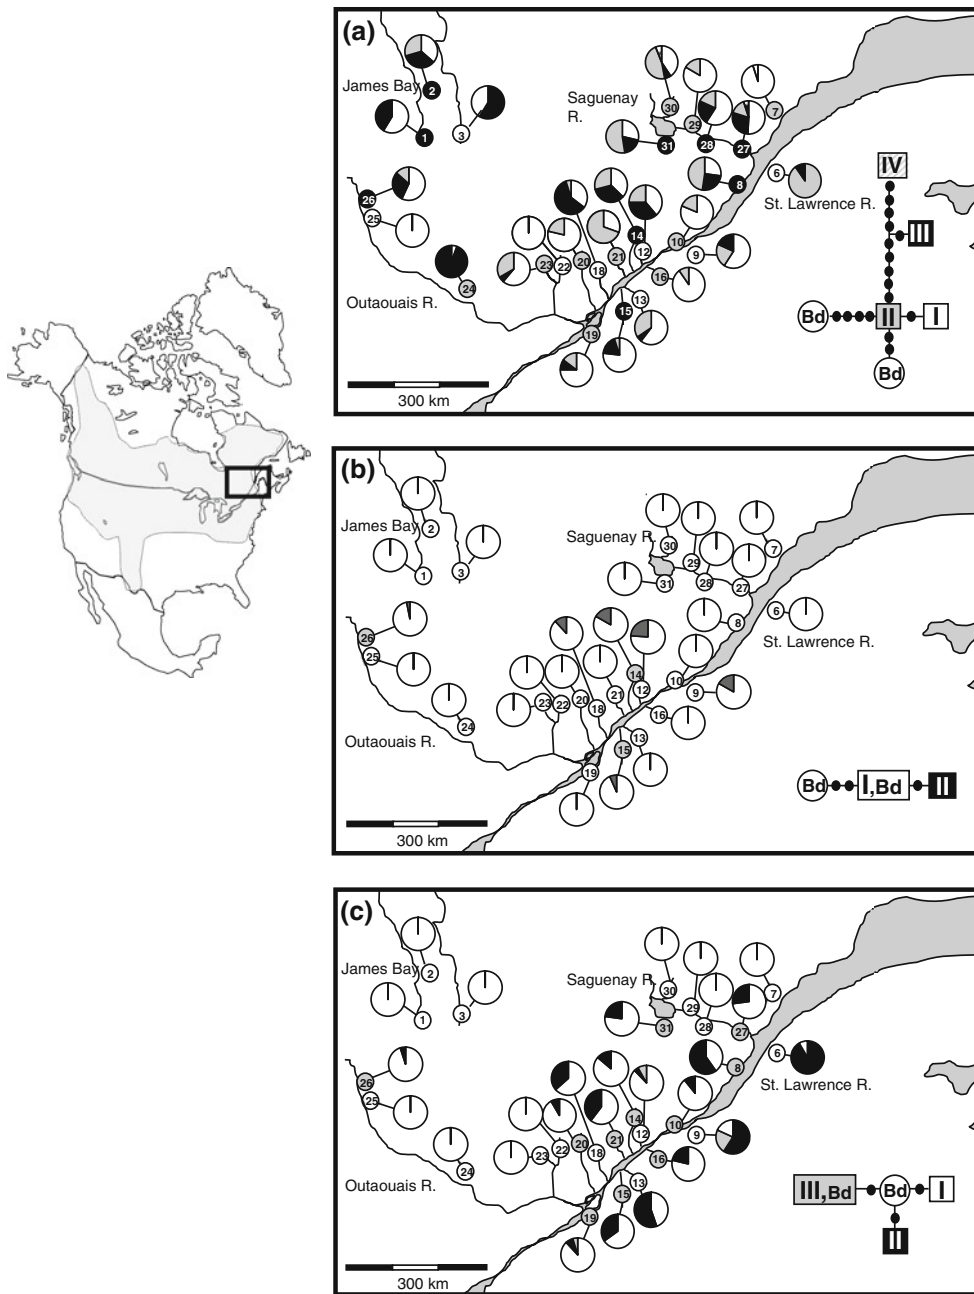 (a)
James Bay
2
1
3
Saguenay
R.
30
29
7
31
28
27
8
6
St. Lawrence R.
26
25
24
Outaouais R.
23
22
20
18
21
14
12
10
9
16
13
15
19
300 km
IV
III
Bd
II
I
Bd
(b)
James Bay
2
1
3
Saguenay R.
30
29
7
31
28
27
8
6
St. Lawrence R.
26
25
24
Outaouais R.
23
22
20
18
21
14
12
10
9
16
13
15
19
300 km
Bd
I,Bd
II
(c)
James Bay
2
1
3
Saguenay R.
30
29
7
31
28
27
8
6
St. Lawrence R.
26
25
24
Outaouais R.
23
22
20
18
21
14
12
10
9
16
13
15
19
300 km
III,Bd
Bd
I
II